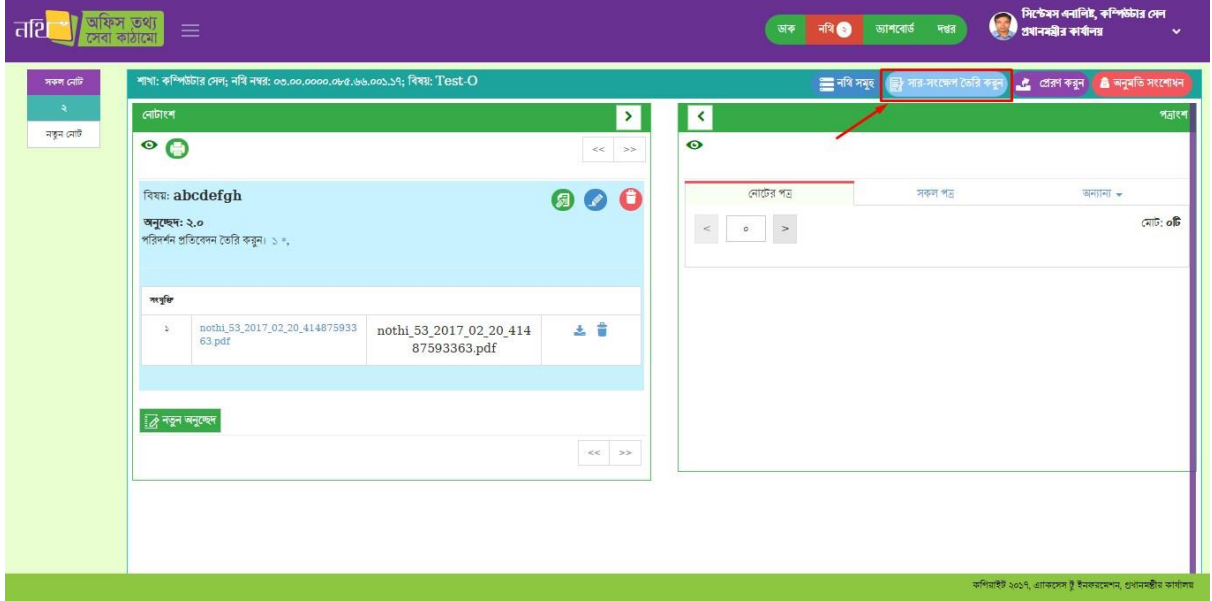 নথি অফিস তথ্য সেবা কাঠামো
ডাক নথি ২ ড্যাশবোর্ড দপ্তর
সিস্টেমস এনালিষ্ট, কম্পিউটার সেল
প্রধানমন্ত্রীর কার্যালয়
সকল নোট
২
নতুন নোট
শাখা: কম্পিউটার সেল; নথি নম্বর: ০৩.০০.০০০০.০৮৫.৬৬.০০১.১৭; বিষয়: Test-O
নথি সমূহ সার-সংক্ষেপ তৈরি করুন প্রেরণ করুন অনুমতি সংশোধন
নোটাংশ >
<< >>
বিষয়: abcdefgh
অনুচ্ছেদ: ২.০
পরিদর্শন প্রতিবেদন তৈরি করুন। ১ *,
সংযুক্তি
১ nothi_53_2017_02_20_414875933
63.pdf
nothi_53_2017_02_20_414
87593363.pdf
নতুন অনুচ্ছেদ
<< >>
< পত্রাংশ
নোটের পত্র সকল পত্র অন্যান্য
< ০ > মোট: ০টি
কপিরাইট ২০১৭, এ্যাকসেস টু ইনফরমেশন, প্রধানমন্ত্রীর কার্যালয়